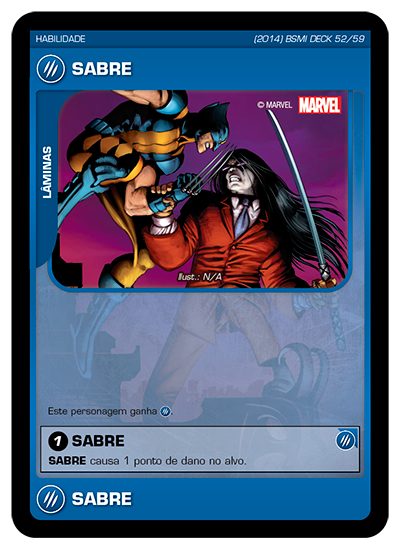 HABILIDADE
(2014) BSMI DECK 52/59
SABRE
© MARVEL MARVEL
LÂMINAS
Illust.: N/A
Este personagem ganha .
1 SABRE
SABRE causa 1 ponto de dano no alvo.
SABRE